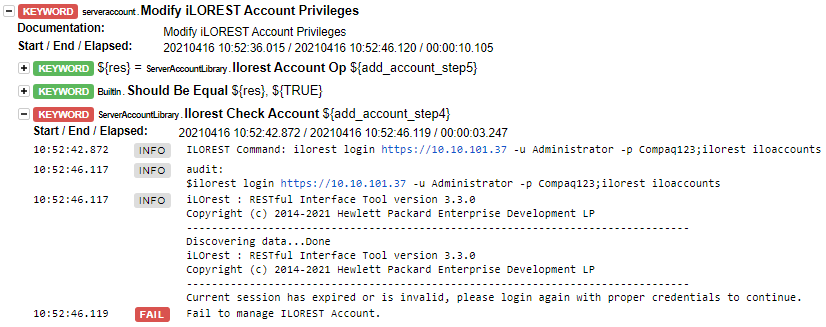 KEYWORD serveraccount . Modify iLOREST Account Privileges
Documentation: Modify iLOREST Account Privileges
Start / End / Elapsed: 20210416 10:52:36.015 / 20210416 10:52:46.120 / 00:00:10.105
KEYWORD ${res} = ServerAccountLibrary . Ilorest Account Op ${add_account_step5}
KEYWORD BuiltIn . Should Be Equal ${res}, ${TRUE}
KEYWORD ServerAccountLibrary . Ilorest Check Account ${add_account_step4}
Start / End / Elapsed: 20210416 10:52:42.872 / 20210416 10:52:46.119 / 00:00:03.247
10:52:42.872 INFO ILOREST Command: ilorest login https://10.10.101.37 -u Administrator -p Compaq123;ilorest iloaccounts
10:52:46.117 INFO audit:
$ilorest login https://10.10.101.37 -u Administrator -p Compaq123;ilorest iloaccounts
10:52:46.117 INFO iLOrest : RESTful Interface Tool version 3.3.0
Copyright (c) 2014-2021 Hewlett Packard Enterprise Development LP
--------------------------------------------------------------------------------
Discovering data...Done
iLOrest : RESTful Interface Tool version 3.3.0
Copyright (c) 2014-2021 Hewlett Packard Enterprise Development LP
--------------------------------------------------------------------------------
Current session has expired or is invalid, please login again with proper credentials to continue.
10:52:46.119 FAIL Fail to manage ILOREST Account.